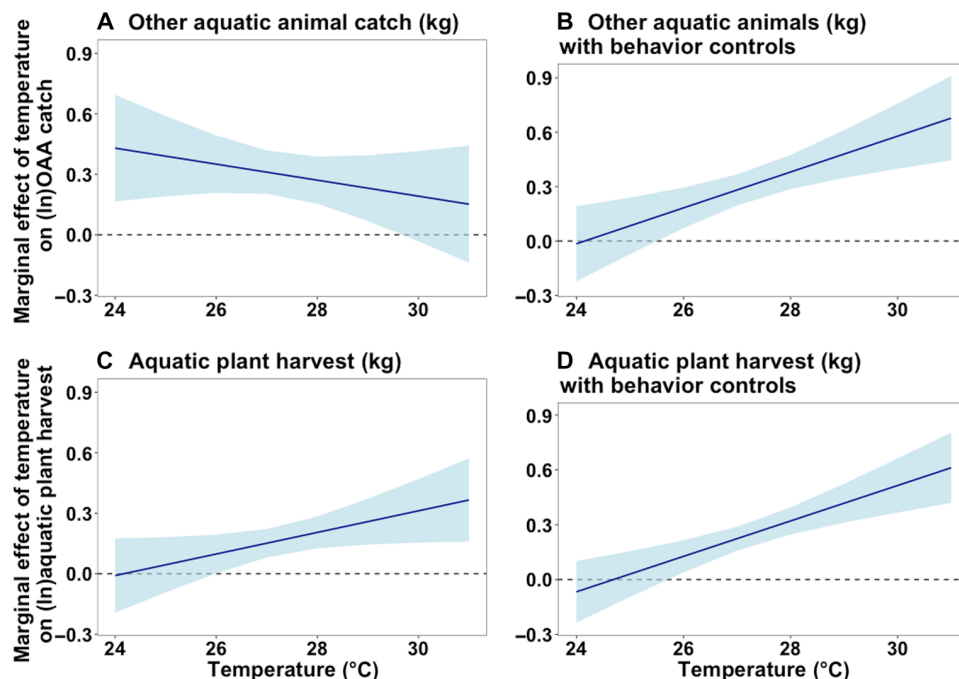 A Other aquatic animal catch (kg)
B Other aquatic animals (kg)
with behavior controls
Marginal effect of temperature
on (ln)OAA catch
0.9
0.6
0.3
0.0
−0.3
24 26 28 30
0.9
0.6
0.3
0.0
−0.3
24 26 28 30
C Aquatic plant harvest (kg)
D Aquatic plant harvest (kg)
with behavior controls
Marginal effect of temperature
on (ln)aquatic plant harvest
0.9
0.6
0.3
0.0
−0.3
24 26 28 30
Temperature (°C)
0.9
0.6
0.3
0.0
−0.3
24 26 28 30
Temperature (°C)